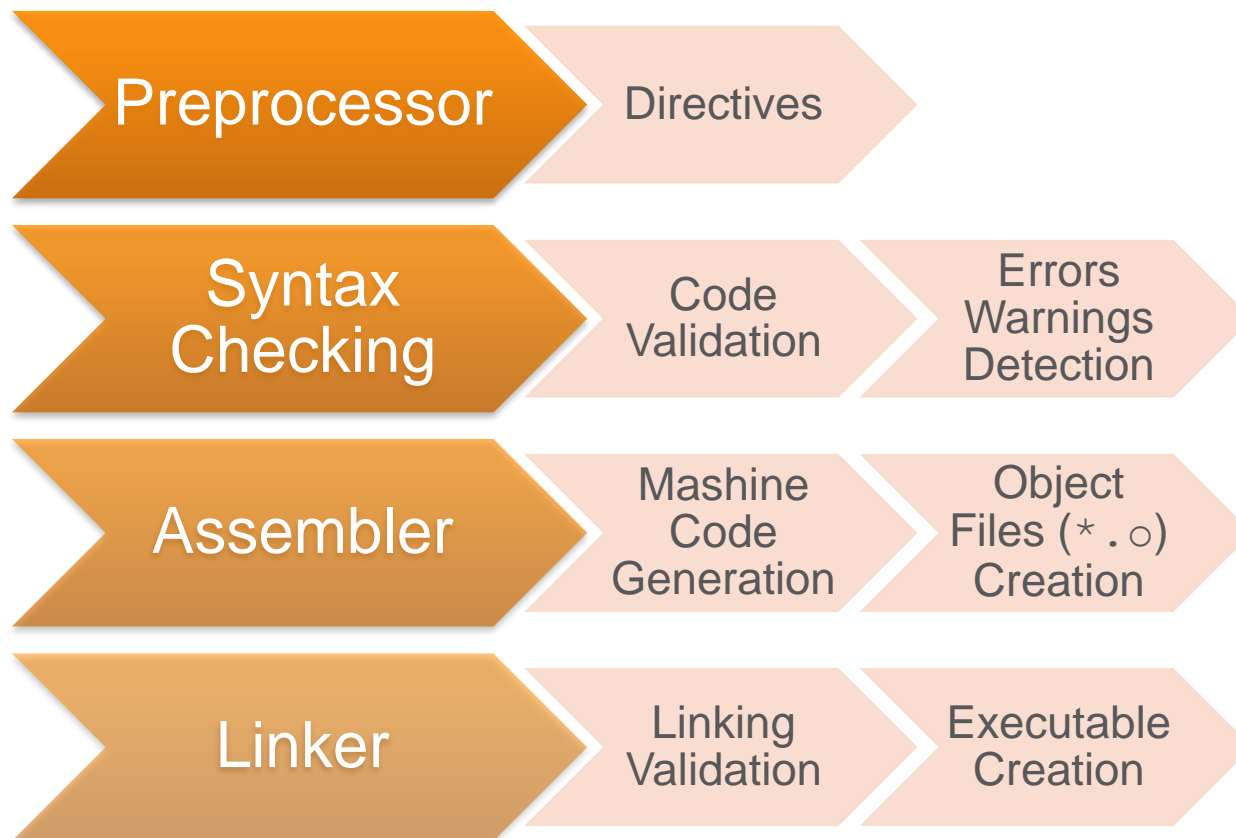 Preprocessor
Directives
Syntax
Checking
Code
Validation
Errors
Warnings
Detection
Assembler
Mashine
Code
Generation
Object
Files (*.o)
Creation
Linker
Linking
Validation
Executable
Creation